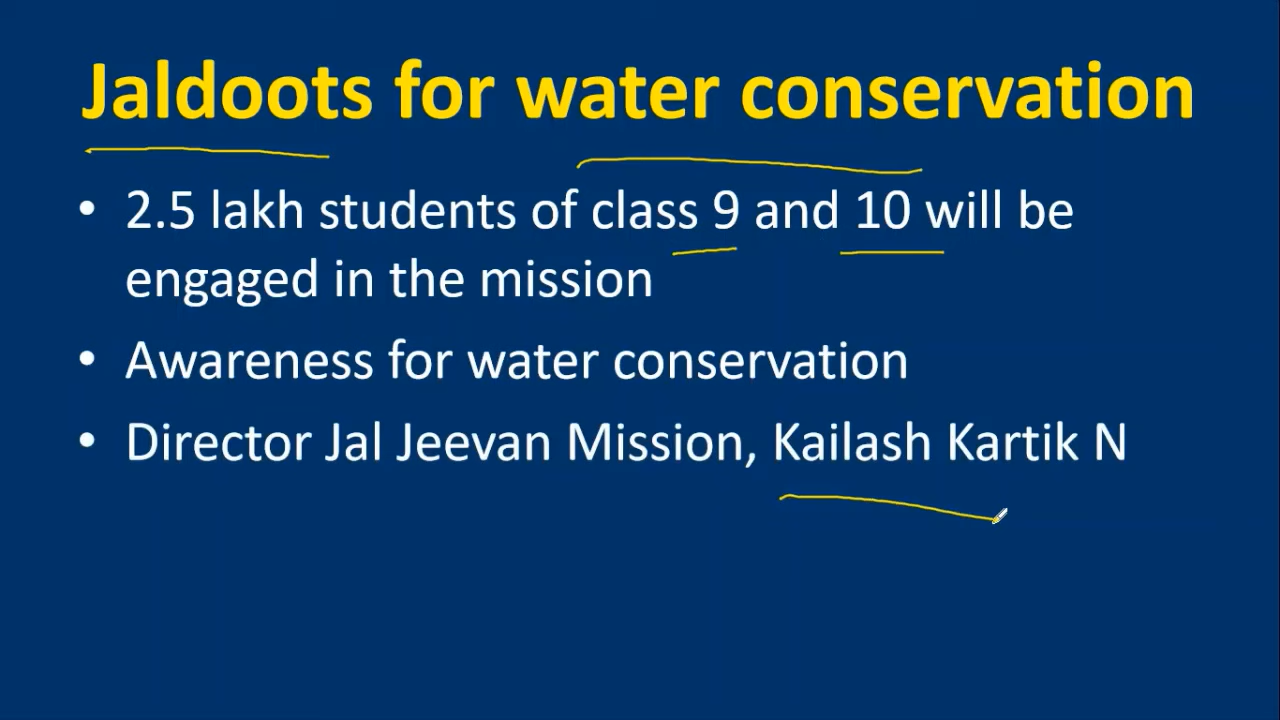 Jaldoots for water conservation
• 2.5 lakh students of class 9 and 10 will be
engaged in the mission
• Awareness for water conservation
• Director Jal Jeevan Mission, Kailash Kartik N